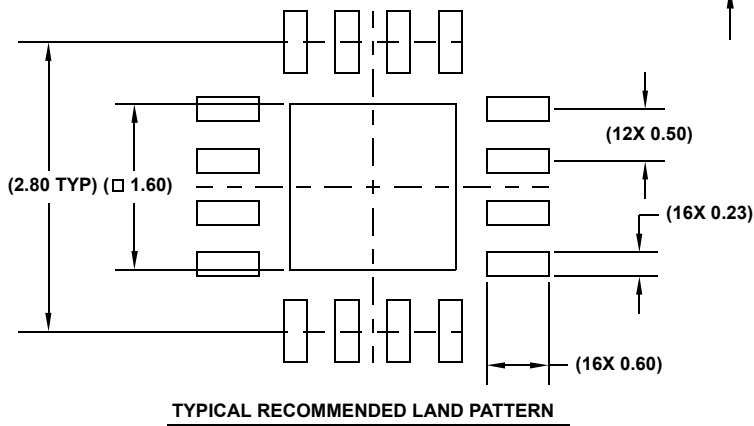 (12X 0.50)
(2.80 TYP) (□ 1.60)
(16X 0.23)
(16X 0.60)
TYPICAL RECOMMENDED LAND PATTERN